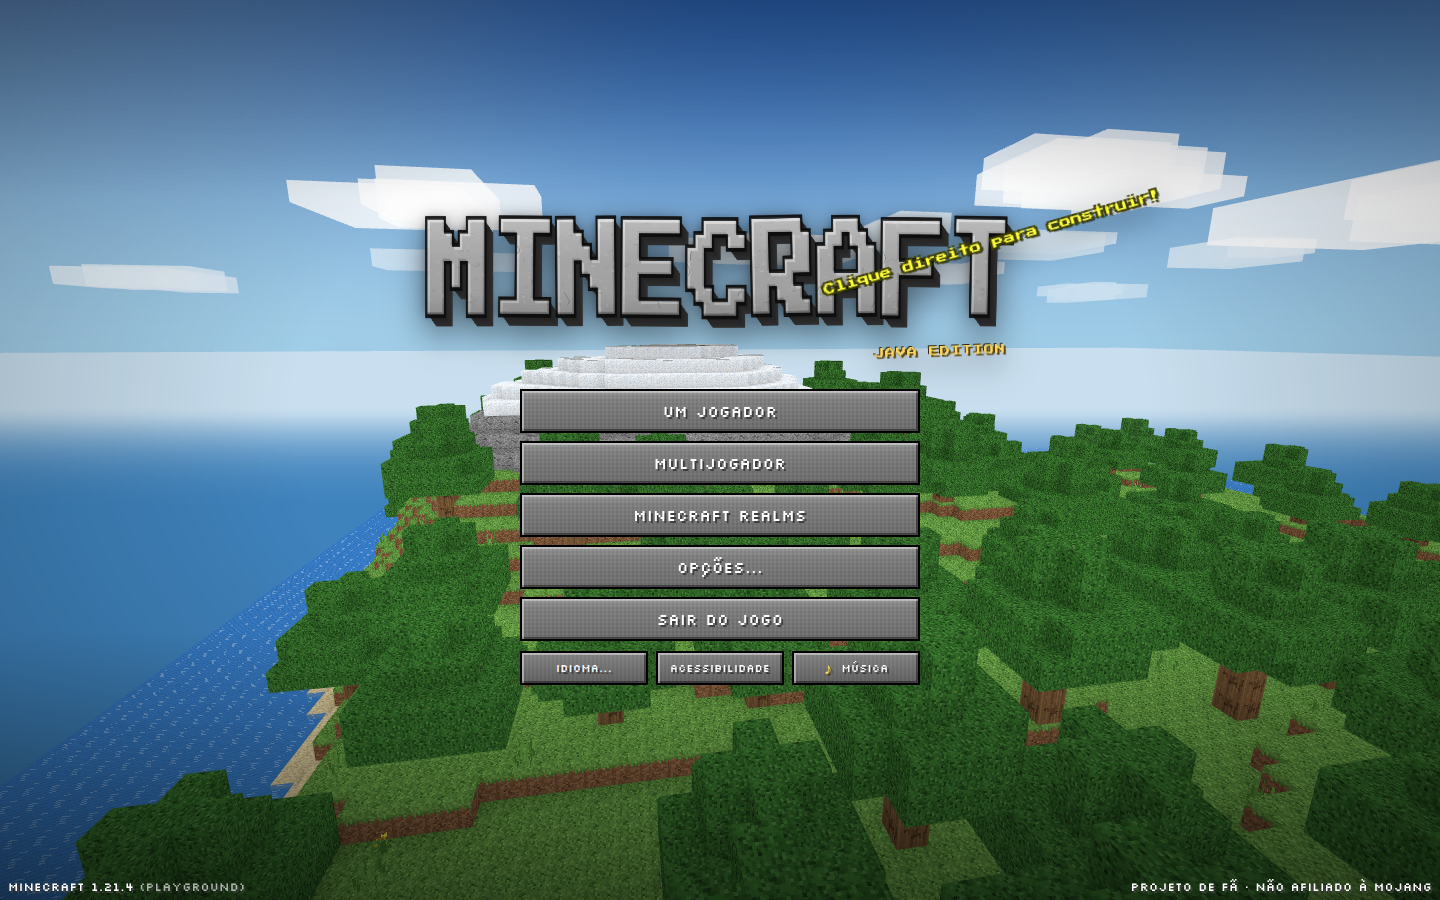 MINECRAFT
Clique direito para construir!
JAVA EDITION
UM JOGADOR
MULTIJOGADOR
MINECRAFT REALMS
OPÇÕES...
SAIR DO JOGO
IDIOMA...
ACESSIBILIDADE
♪ MÚSICA
MINECRAFT 1.21.4 (PLAYGROUND)
PROJETO DE FÃ · NÃO AFILIADO À MOJANG